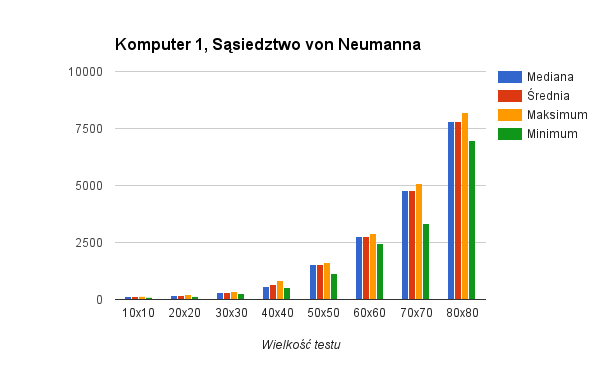 Komputer 1, Sąsiedztwo von Neumanna
10000
7500
5000
2500
0
10x10 20x20 30x30 40x40 50x50 60x60 70x70 80x80
Wielkość testu
Mediana
Średnia
Maksimum
Minimum